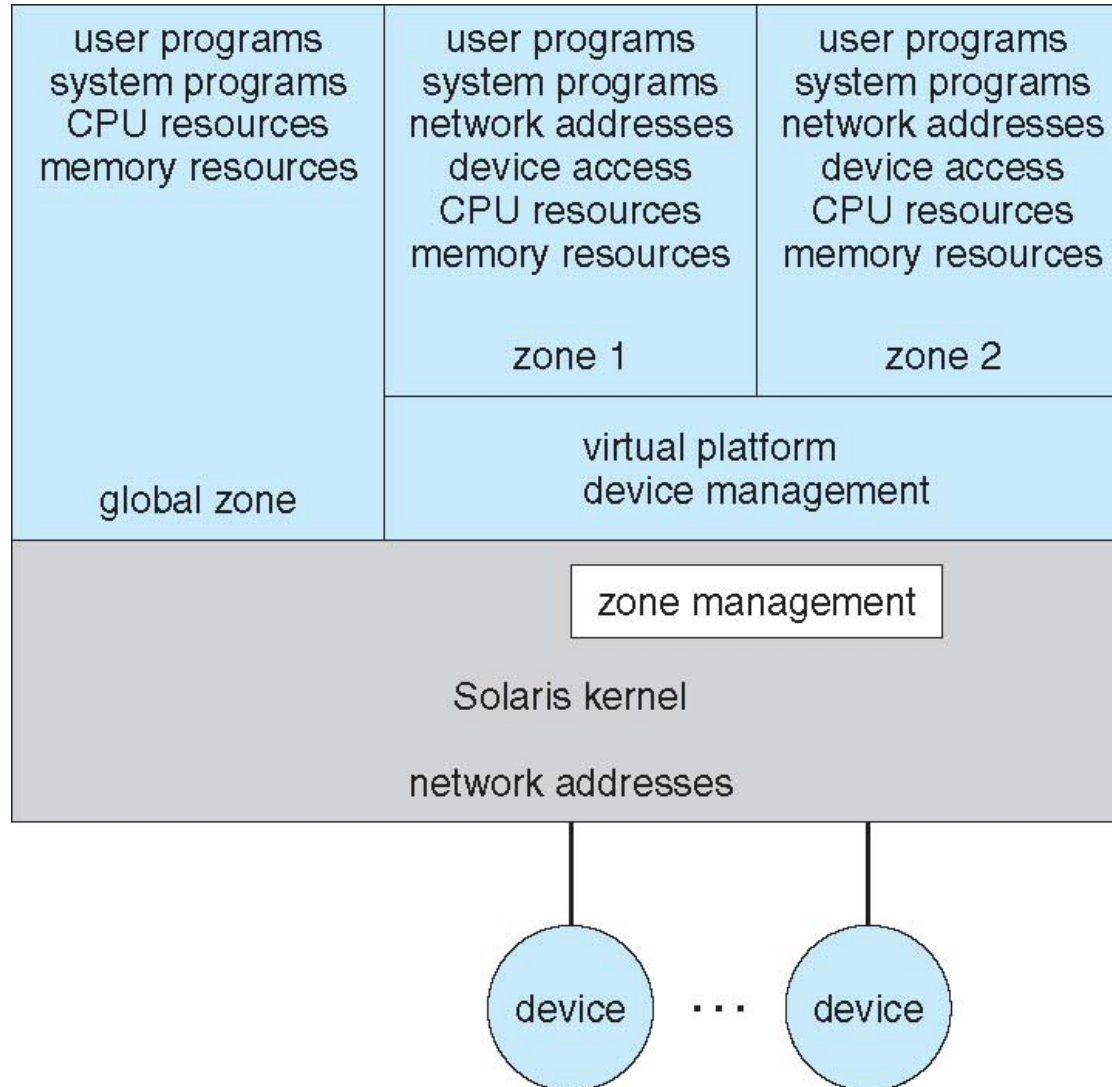 user programs
system programs
CPU resources
memory resources
global zone
user programs
system programs
network addresses
device access
CPU resources
memory resources
zone 1
user programs
system programs
network addresses
device access
CPU resources
memory resources
zone 2
virtual platform
device management
zone management
Solaris kernel
network addresses
device
. . .
device